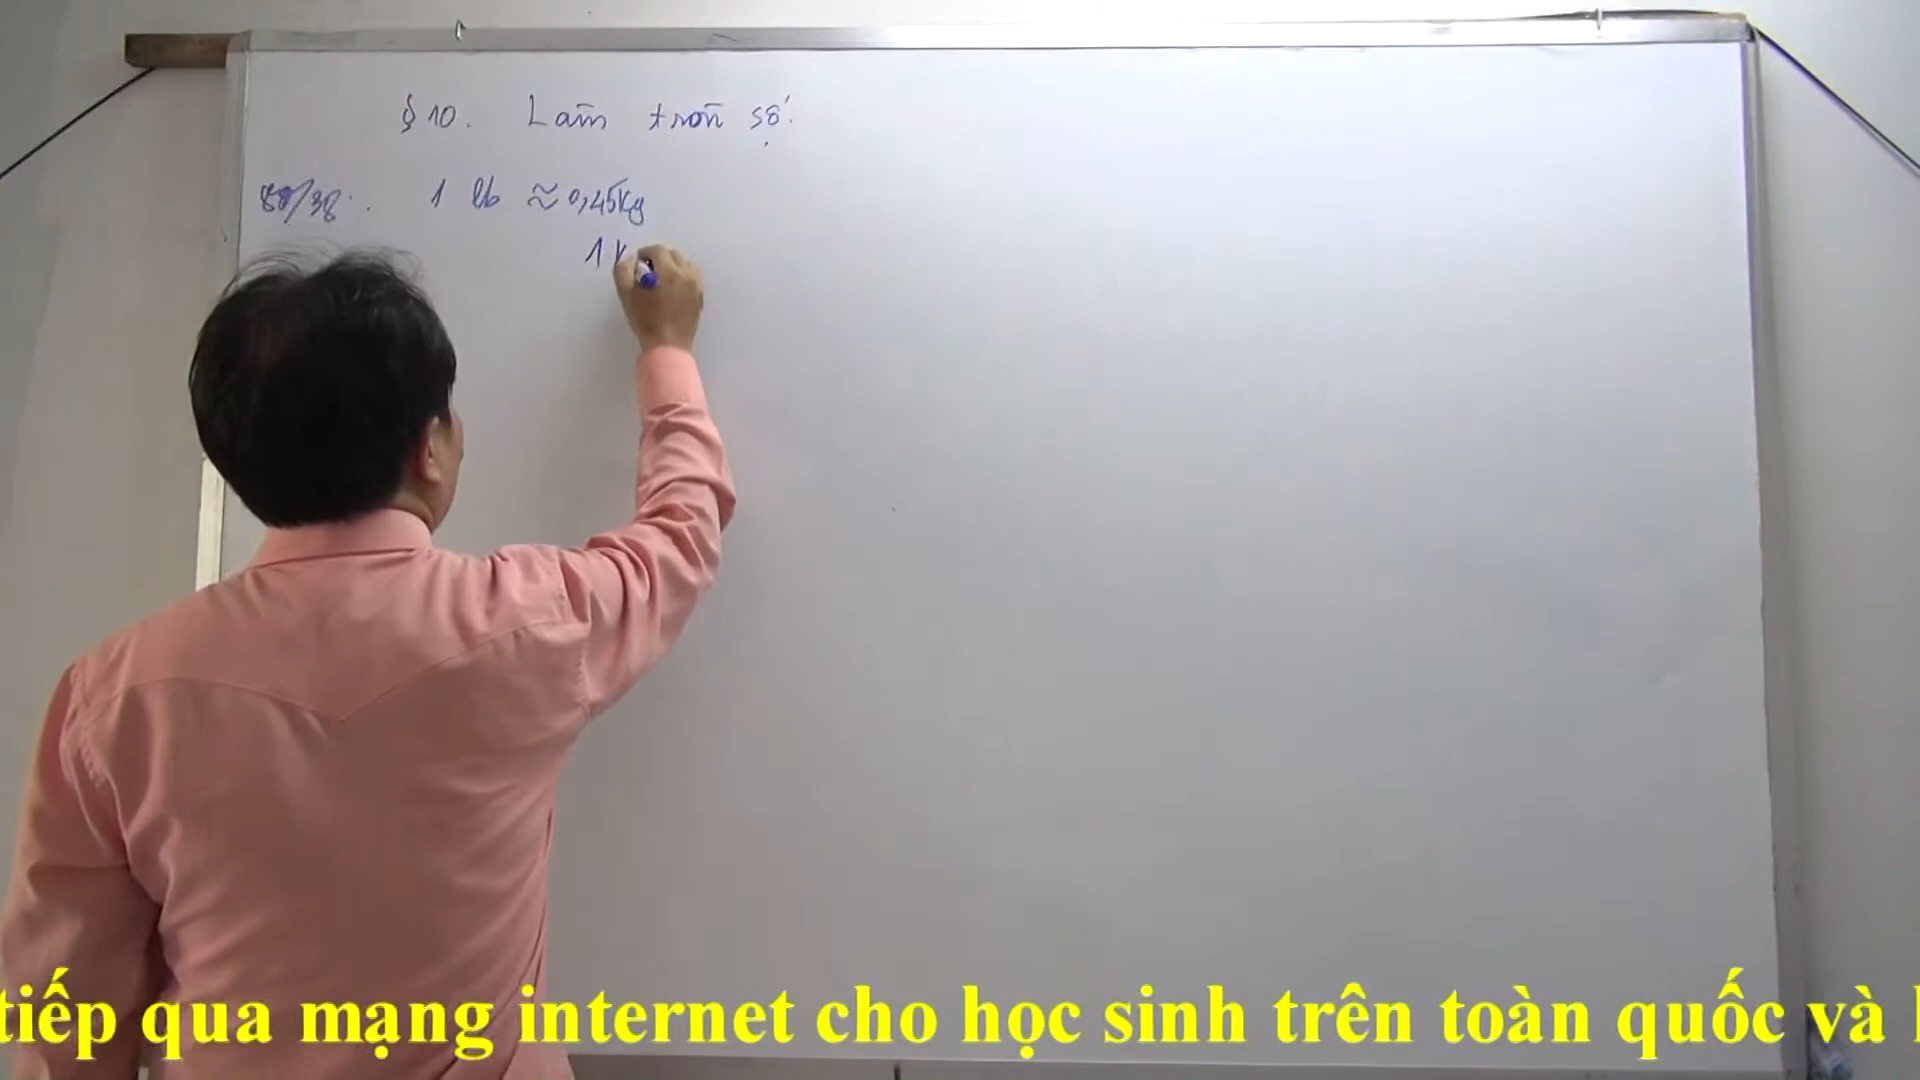 § 10. Làm tròn số.
/38. 1 lb ≈ 0,45kg
1 k
tiếp qua mạng internet cho học sinh trên toàn quốc và